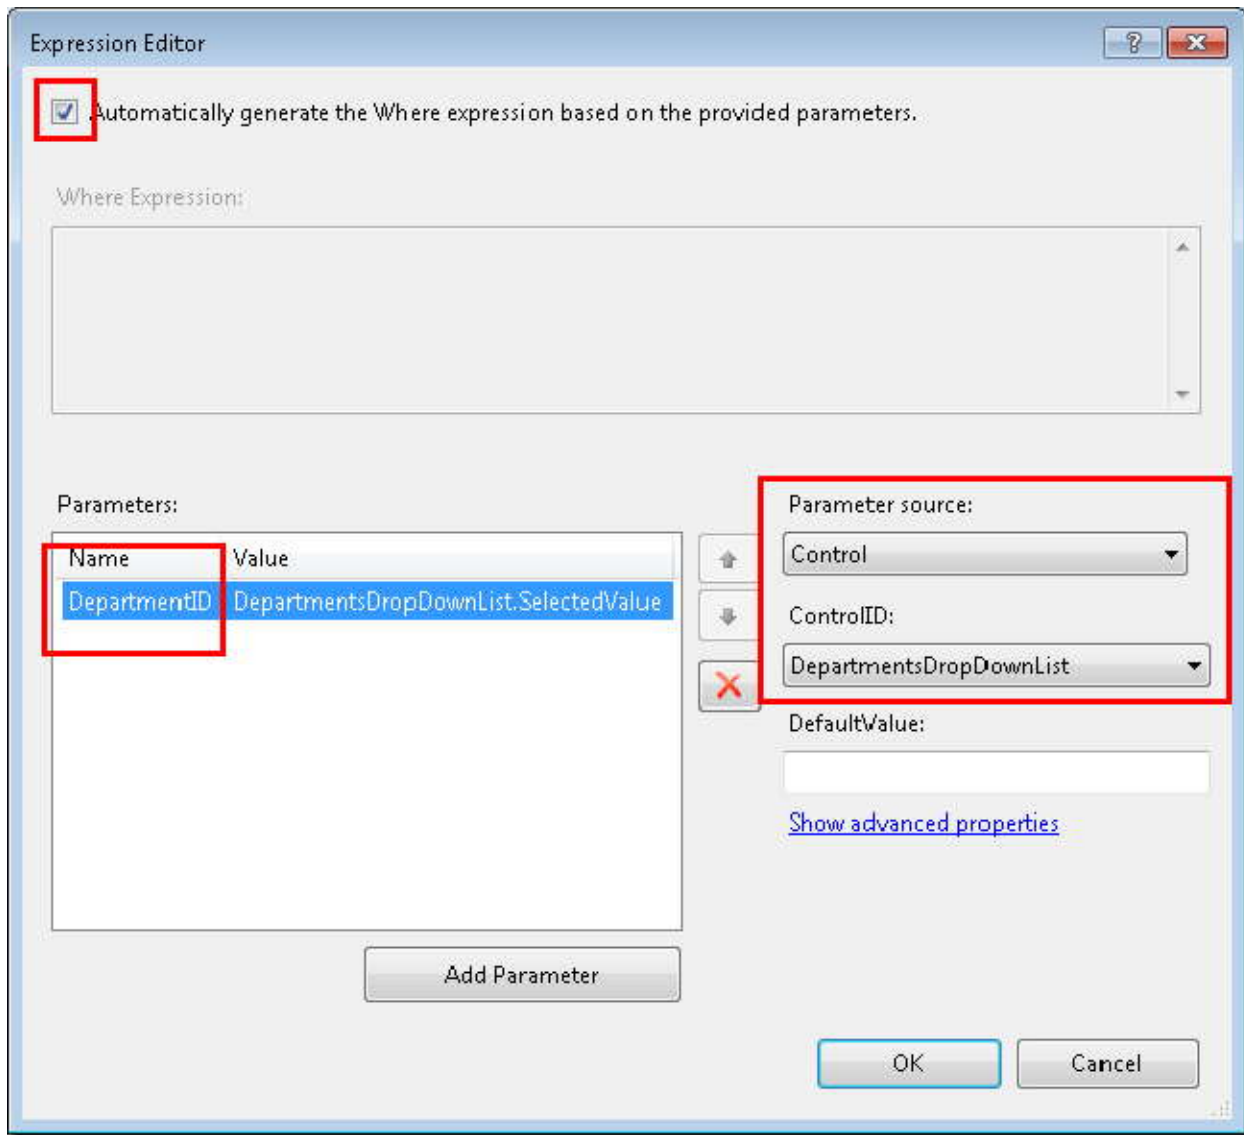 Expression Editor
Automatically generate the Where expression based on the provided parameters.
Where Expression:
Parameters:
Name Value
DepartmentID DepartmentsDropDownList.SelectedValue
Parameter source:
Control
ControlID:
DepartmentsDropDownList
DefaultValue:
Show advanced properties
Add Parameter
OK Cancel